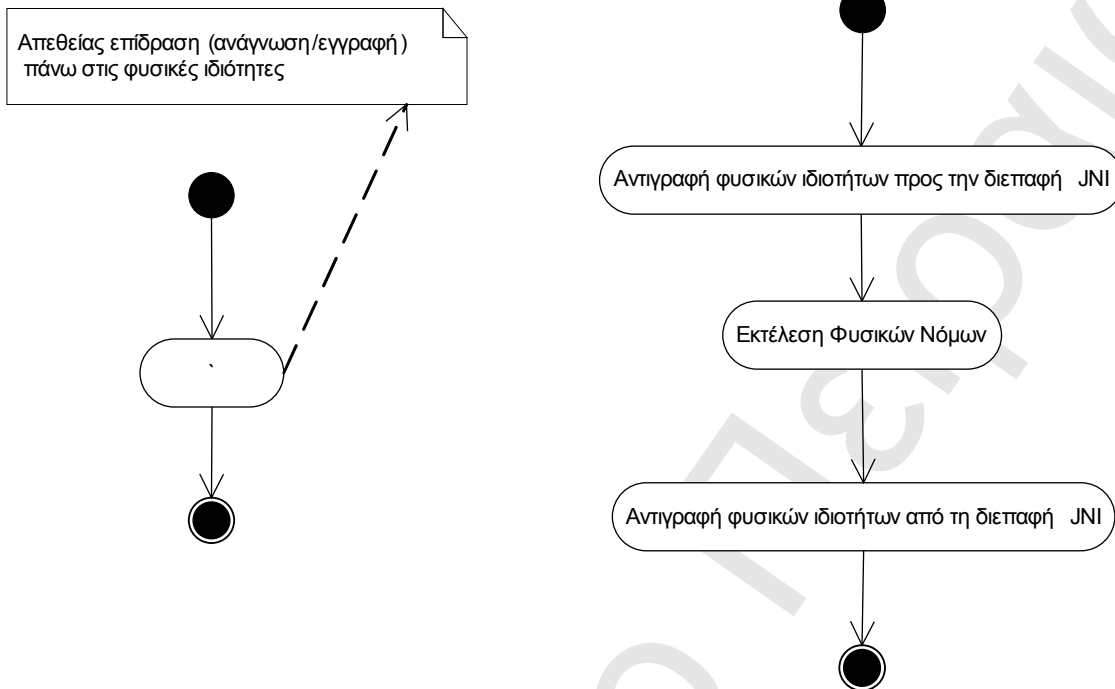 Απεθείας επίδραση (ανάγνωση/εγγραφή)
πάνω στις φυσικές ιδιότητες
`
Αντιγραφή φυσικών ιδιοτήτων προς την διεπαφή JNI
Εκτέλεση Φυσικών Νόμων
Αντιγραφή φυσικών ιδιοτήτων από τη διεπαφή JNI